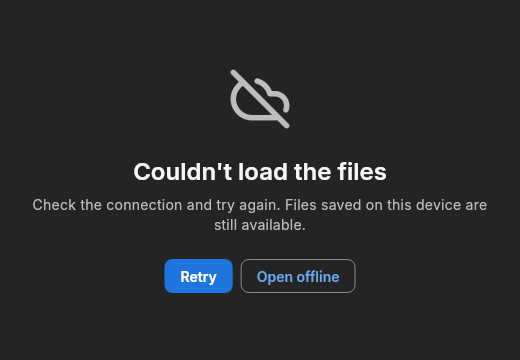 Couldn't load the files
Check the connection and try again. Files saved on this device are
still available.
Retry
Open offline